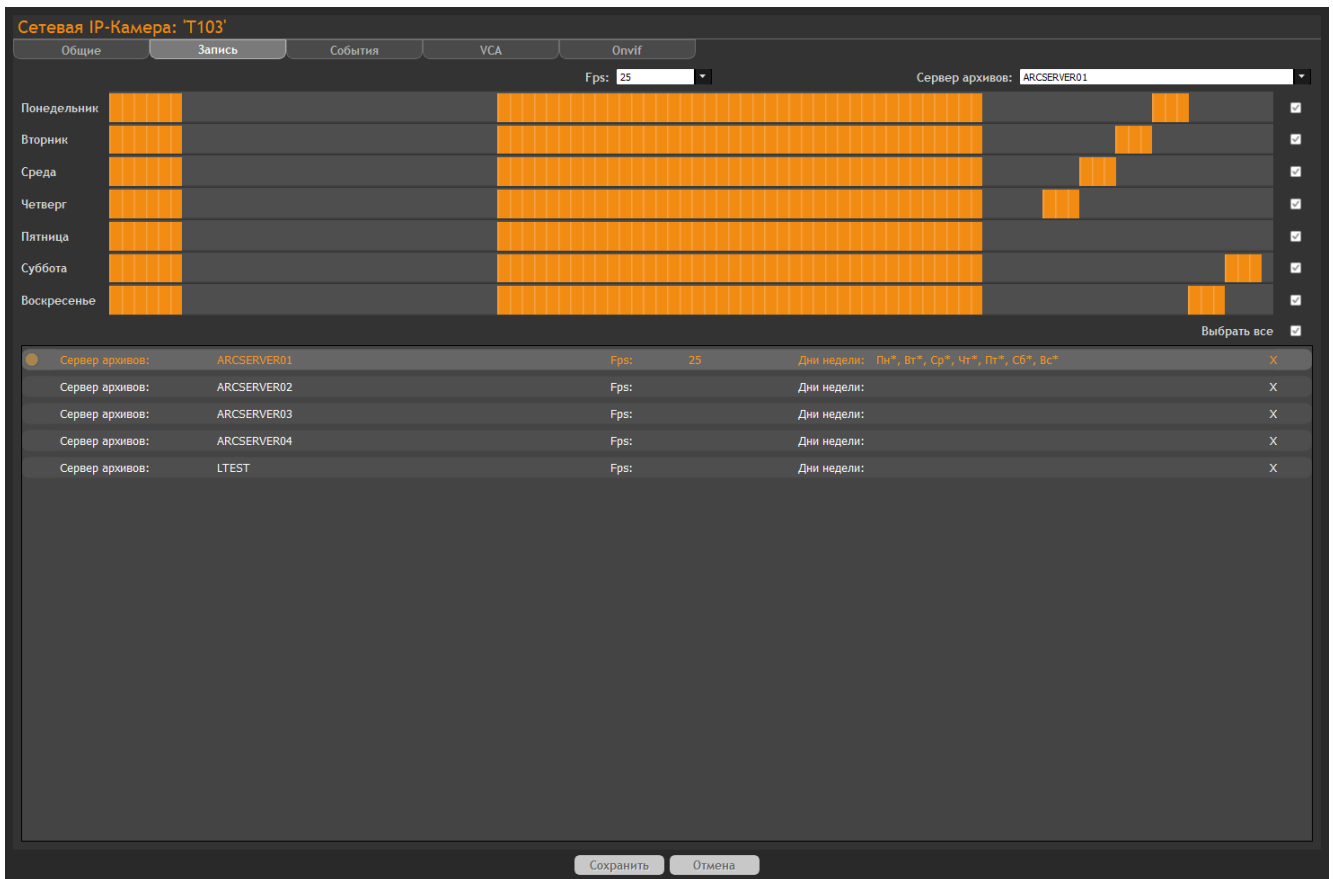 Сетевая IP-Камера: 'T103'
Общие Запись События VCA Onvif
Fps: 25 Сервер архивов: ARCSERVER01
Понедельник
Вторник
Среда
Четверг
Пятница
Суббота
Воскресенье
Выбрать все
Сервер архивов: ARCSERVER01 Fps: 25 Дни недели: Пн*, Вт*, Ср*, Чт*, Пт*, Сб*, Вс* X
Сервер архивов: ARCSERVER02 Fps: Дни недели: X
Сервер архивов: ARCSERVER03 Fps: Дни недели: X
Сервер архивов: ARCSERVER04 Fps: Дни недели: X
Сервер архивов: LTEST Fps: Дни недели: X
Сохранить Отмена